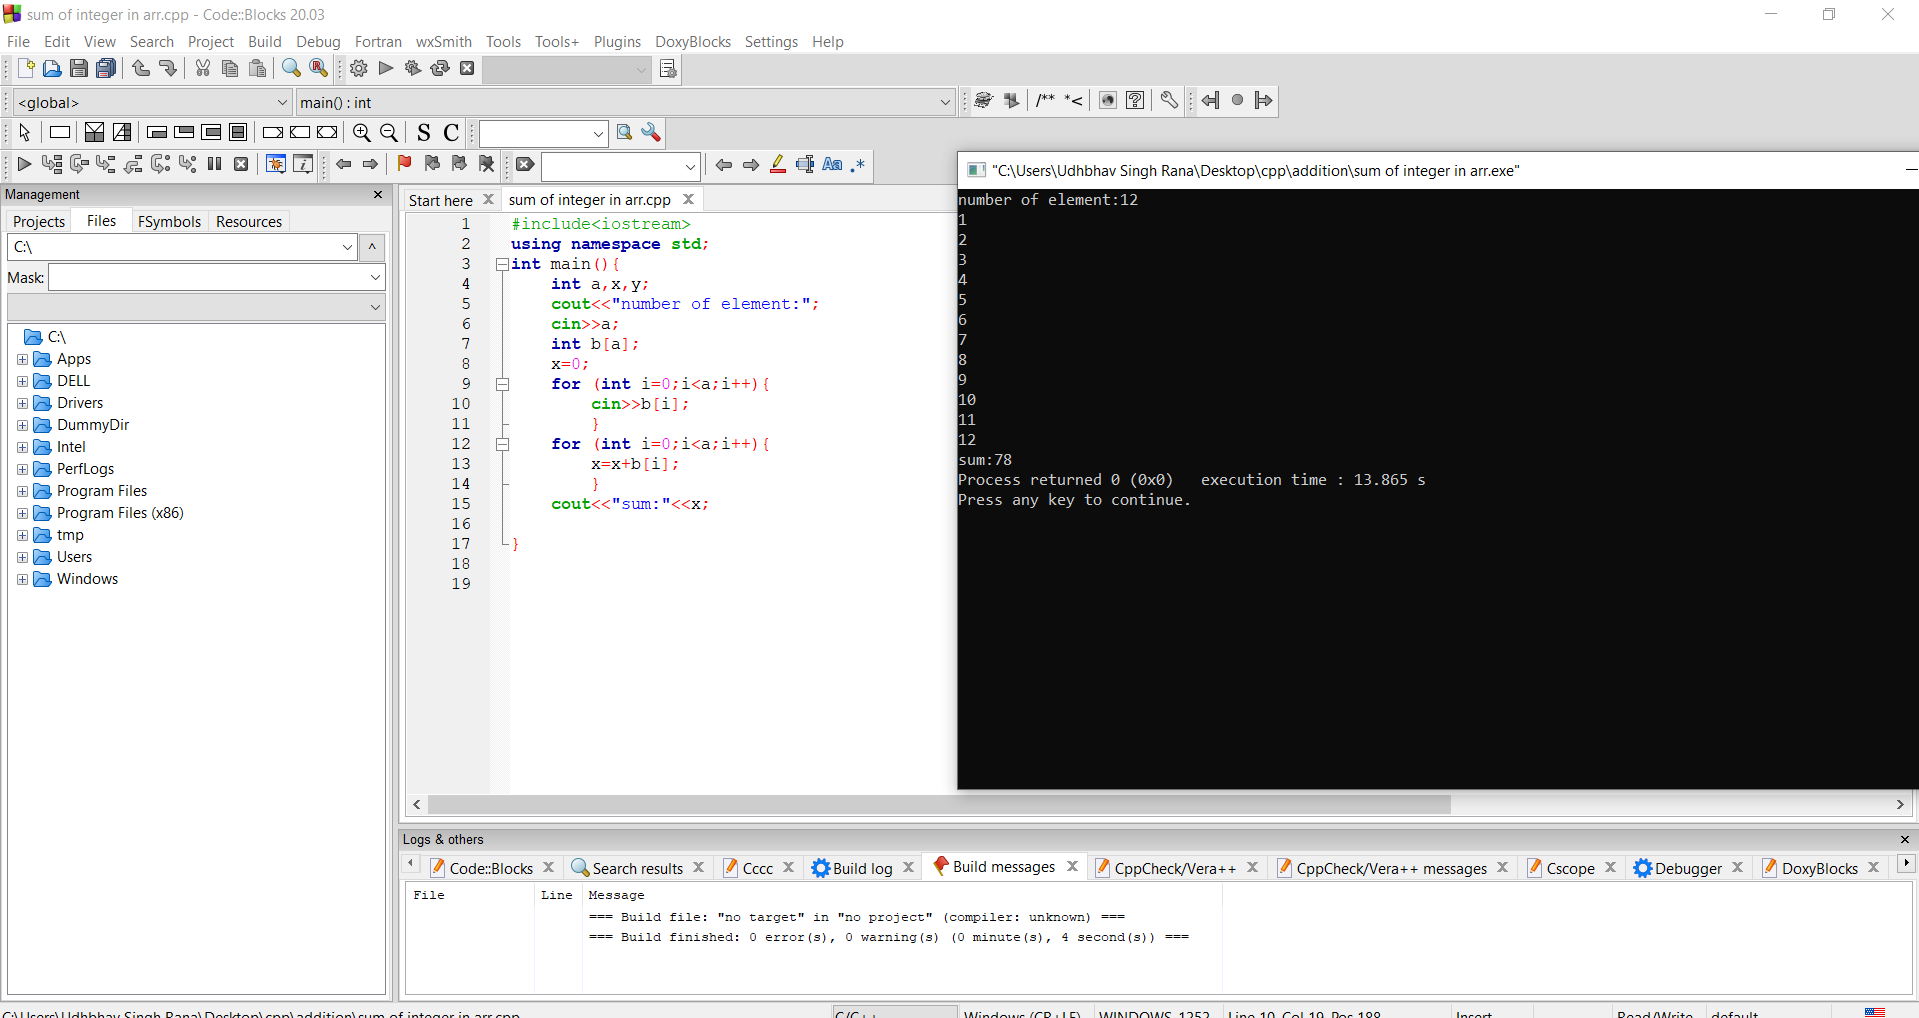 sum of integer in arr.cpp - Code::Blocks 20.03
File Edit View Search Project Build Debug Fortran wxSmith Tools Tools+ Plugins DoxyBlocks Settings Help
<global> main() : int
/** *<
S C
Aa .*
Management
Projects Files FSymbols Resources
C:\
Mask:
C:\
Apps
DELL
Drivers
DummyDir
Intel
PerfLogs
Program Files
Program Files (x86)
tmp
Users
Windows
Start here sum of integer in arr.cpp
1 #include<iostream>
2 using namespace std;
3 int main(){
4 int a,x,y;
5 cout<<"number of element:";
6 cin>>a;
7 int b[a];
8 x=0;
9 for (int i=0;i<a;i++){
10 cin>>b[i];
11 }
12 for (int i=0;i<a;i++){
13 x=x+b[i];
14 }
15 cout<<"sum:"<<x;
16
17 }
18
19
"C:\Users\Udhbhav Singh Rana\Desktop\cpp\addition\sum of integer in arr.exe"
number of element:12
1
2
3
4
5
6
7
8
9
10
11
12
sum:78
Process returned 0 (0x0) execution time : 13.865 s
Press any key to continue.
Logs & others
Code::Blocks Search results Cccc Build log Build messages CppCheck/Vera++ CppCheck/Vera++ messages Cscope Debugger DoxyBlocks
File Line Message
=== Build file: "no target" in "no project" (compiler: unknown) ===
=== Build finished: 0 error(s), 0 warning(s) (0 minute(s), 4 second(s)) ===
C:\Users\Udhbhav Singh Rana\Desktop\cpp\addition\sum of integer in arr.cpp C/C++ Windows (CR+LF) WINDOWS-1252 Line 10, Col 19, Pos 188 Insert Read/Write default